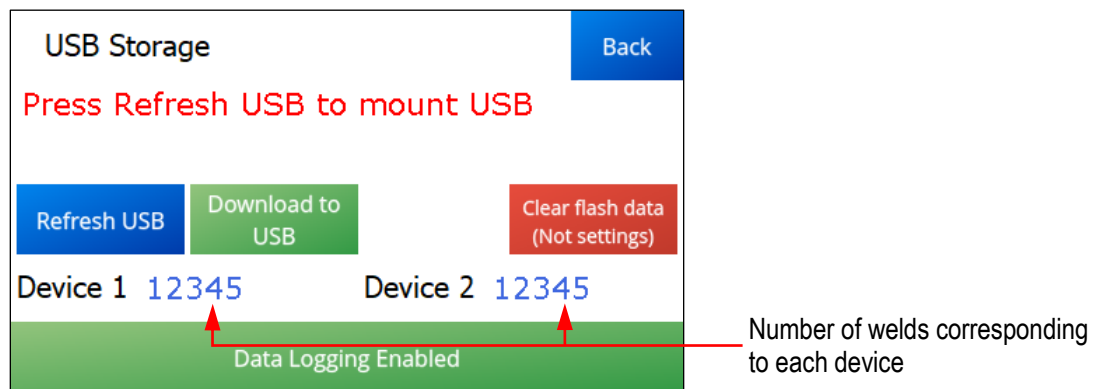 USB Storage
Back
Press Refresh USB to mount USB
Refresh USB
Download to
USB
Clear flash data
(Not settings)
Device 1 12345
Device 2 12345
Data Logging Enabled
Number of welds corresponding
to each device